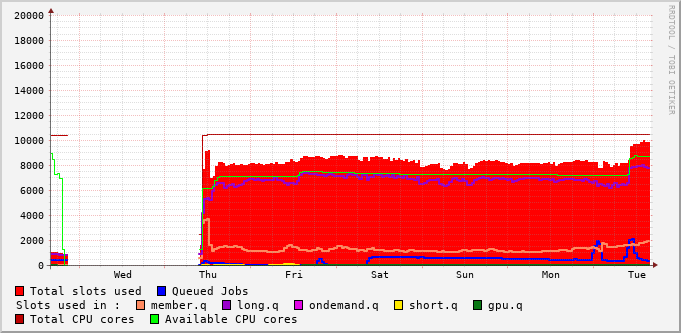 20000
18000
16000
14000
12000
10000
8000
6000
4000
2000
0
Wed Thu Fri Sat Sun Mon Tue
RRDTOOL / TOBI OETIKER
Total slots used Queued Jobs
Slots used in : member.q long.q ondemand.q short.q gpu.q
Total CPU cores Available CPU cores